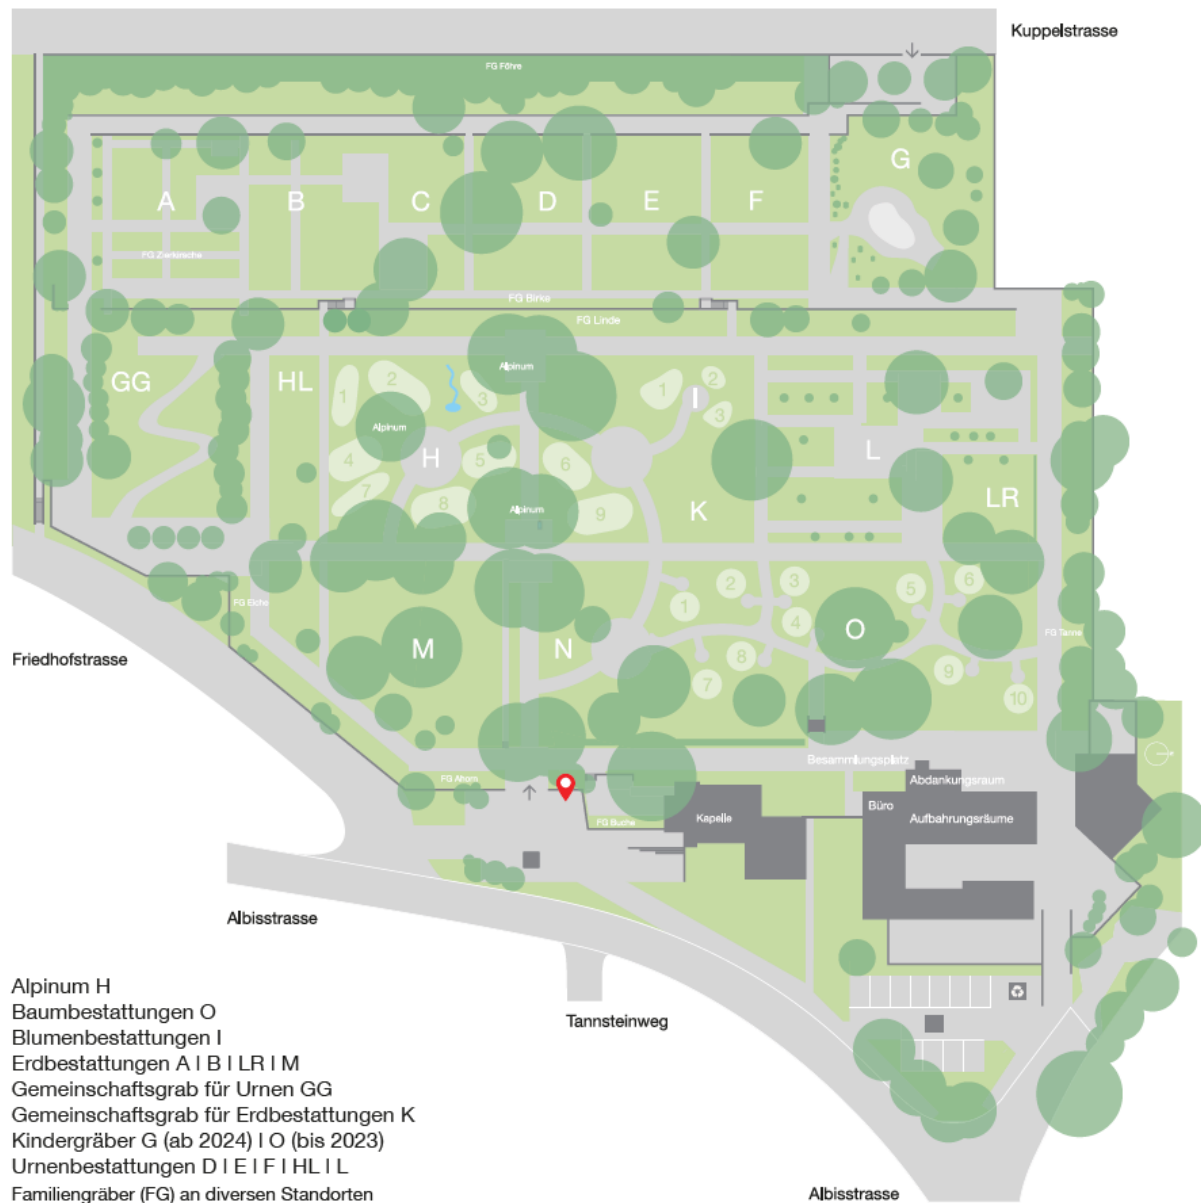 Kuppelstrasse
FG Föhre
G
A
B
C
D
E
F
FG Zierkirsche
FG Birke
FG Linde
GG
HL
1
2
3
Alpinum
Alpinum
I
1
2
3
H
4
5
6
7
8
9
Alpinum
K
L
LR
FG Eiche
M
N
O
1
2
3
4
5
6
7
8
9
10
FG Tanne
Friedhofstrasse
Besammlungsplatz
FG Ahorn
FG Buche
Kapelle
Büro
Abdankungsraum
Aufbahrungsräume
Albisstrasse
Tannsteinweg
Albisstrasse
Alpinum H
Baumbestattungen O
Blumenbestattungen I
Erdbestattungen A I B I LR I M
Gemeinschaftsgrab für Urnen GG
Gemeinschaftsgrab für Erdbestattungen K
Kindergräber G (ab 2024) I O (bis 2023)
Urnenbestattungen D I E I F I HL I L
Familiengräber (FG) an diversen Standorten